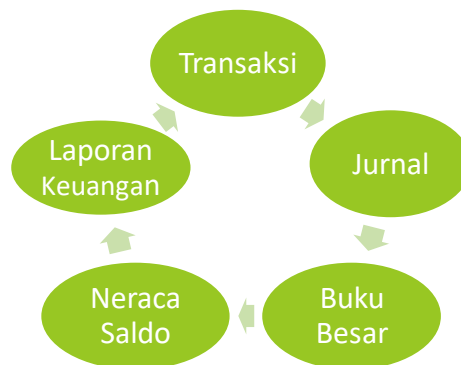 Transaksi
Jurnal
Buku
Besar
Neraca
Saldo
Laporan
Keuangan